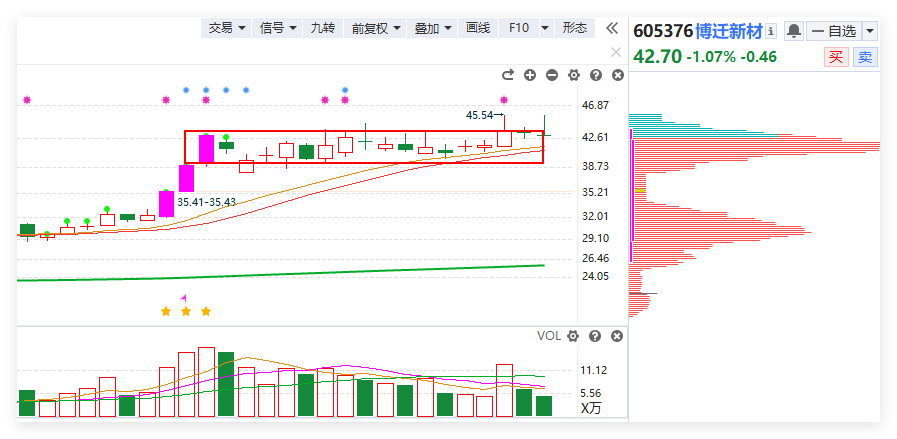 交易 信号 九转 前复权 叠加 画线 F10 形态
605376 博迁新材 自选
42.70 -1.07% -0.46 买 卖
46.87
45.54
42.61
38.73
35.41-35.43
35.21
32.01
29.10
26.46
24.05
VOL
11.12
5.56
X万